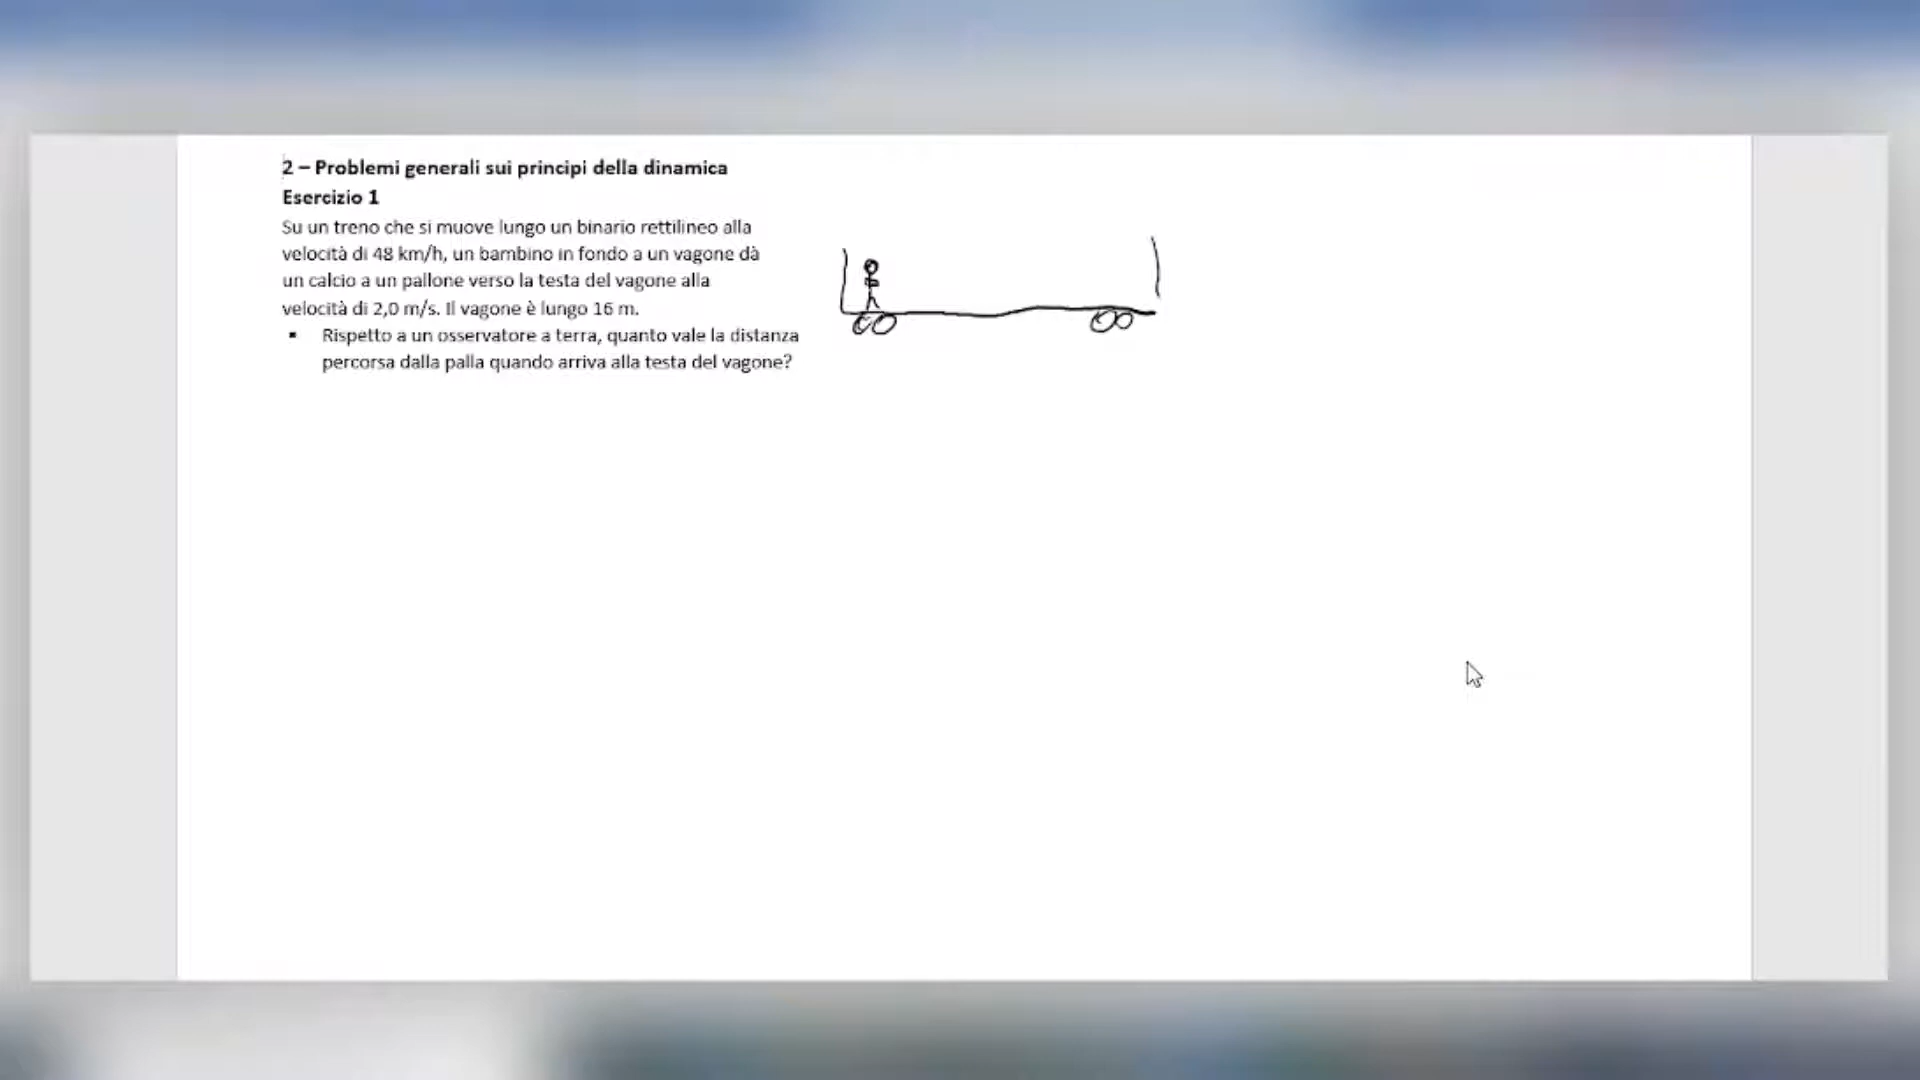 2 – Problemi generali sui principi della dinamica
Esercizio 1
Su un treno che si muove lungo un binario rettilineo alla
velocità di 48 km/h, un bambino in fondo a un vagone dà
un calcio a un pallone verso la testa del vagone alla
velocità di 2,0 m/s. Il vagone è lungo 16 m.
▪ Rispetto a un osservatore a terra, quanto vale la distanza
percorsa dalla palla quando arriva alla testa del vagone?